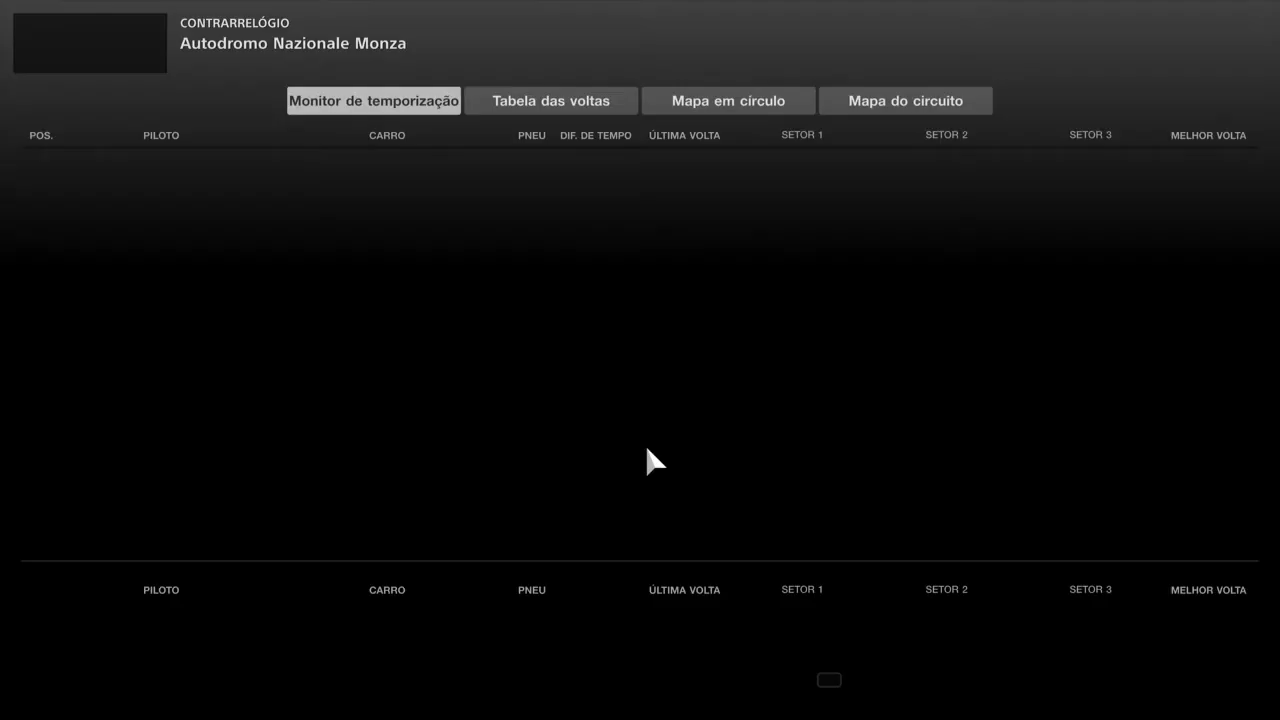 CONTRARRELÓGIO
Autodromo Nazionale Monza
Monitor de temporização Tabela das voltas Mapa em círculo Mapa do circuito
POS. PILOTO CARRO PNEU DIF. DE TEMPO ÚLTIMA VOLTA SETOR 1 SETOR 2 SETOR 3 MELHOR VOLTA
PILOTO CARRO PNEU ÚLTIMA VOLTA SETOR 1 SETOR 2 SETOR 3 MELHOR VOLTA